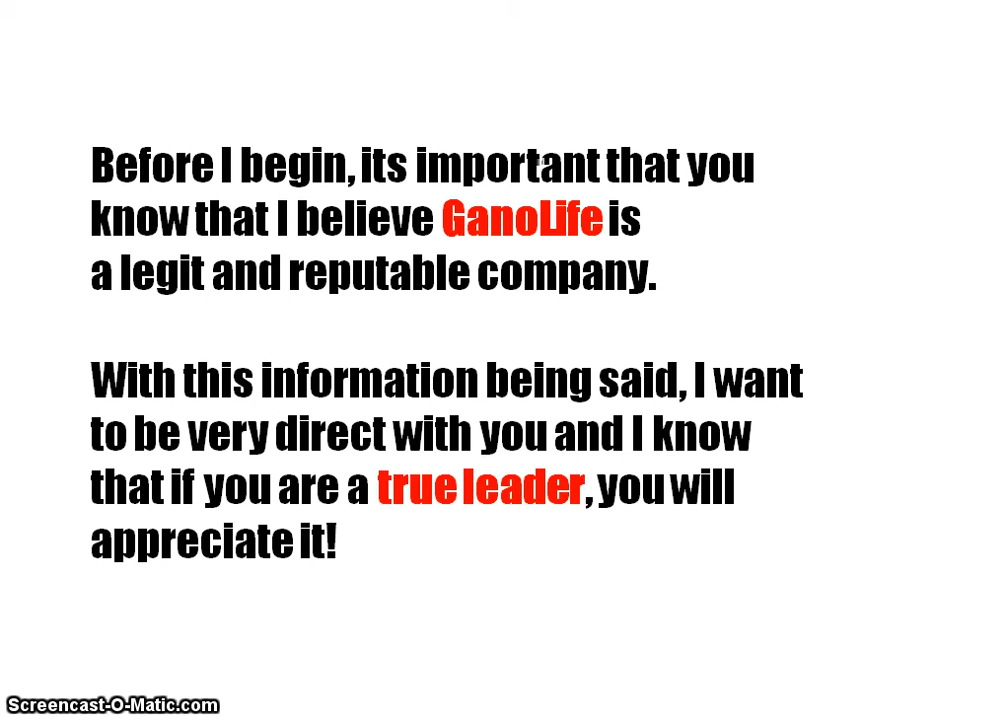 Before I begin, its important that you
know that I believe GanoLife is
a legit and reputable company.
With this information being said, I want
to be very direct with you and I know
that if you are a true leader, you will
appreciate it!
Screencast-O-Matic.com